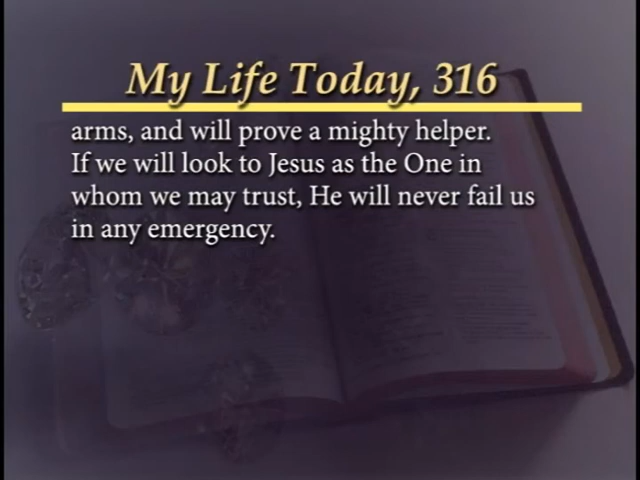 My Life Today, 316
arms, and will prove a mighty helper.
If we will look to Jesus as the One in
whom we may trust, He will never fail us
in any emergency.